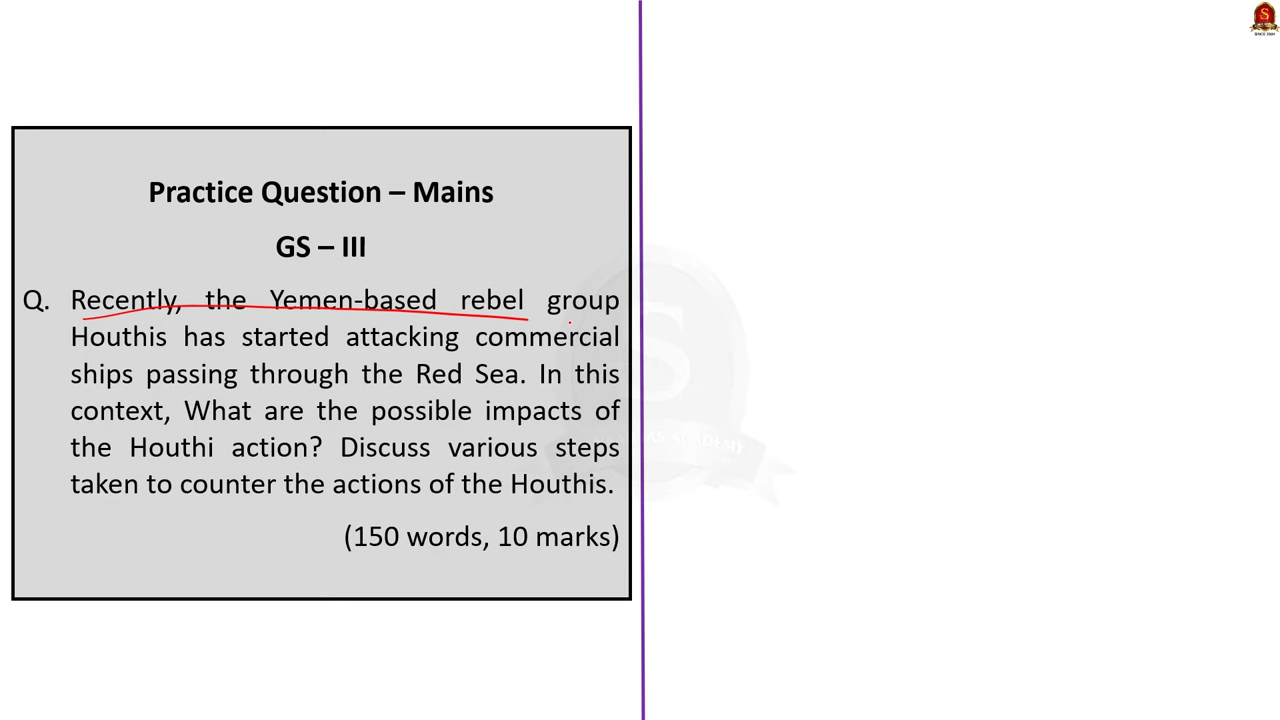 Practice Question – Mains
GS – III
Q. Recently, the Yemen-based rebel group
Houthis has started attacking commercial
ships passing through the Red Sea. In this
context, What are the possible impacts of
the Houthi action? Discuss various steps
taken to counter the actions of the Houthis.
(150 words, 10 marks)
S
S
ACADEMY